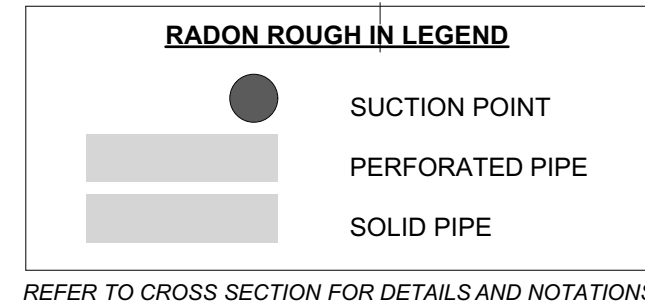 RADON ROUGH IN LEGEND
SUCTION POINT
PERFORATED PIPE
SOLID PIPE
REFER TO CROSS SECTION FOR DETAILS AND NOTATIONS